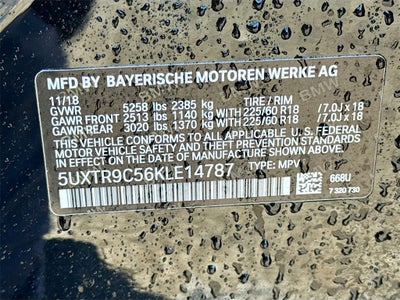 MFD BY BAYERISCHE MOTOREN WERKE AG
11/18 TIRE / RIM
GVWR 5258 lbs 2385 kg
GAWR FRONT 2513 lbs 1140 kg 225/60 R18 /7.0J x 18
GAWR REAR 3020 lbs 1370 kg 225/60 R18 /7.0J x 18
THIS VEHICLE CONFORMS TO ALL APPLICABLE U.S. FEDERAL
MOTOR VEHICLE SAFETY, BUMPER, AND THEFT
PREVENTION STANDARDS IN EFFECT ON THE DATE OF
MANUFACTURE SHOWN ABOVE.
5UXTR9C56KLE14787 TYPE: MPV
668U
7 320 730